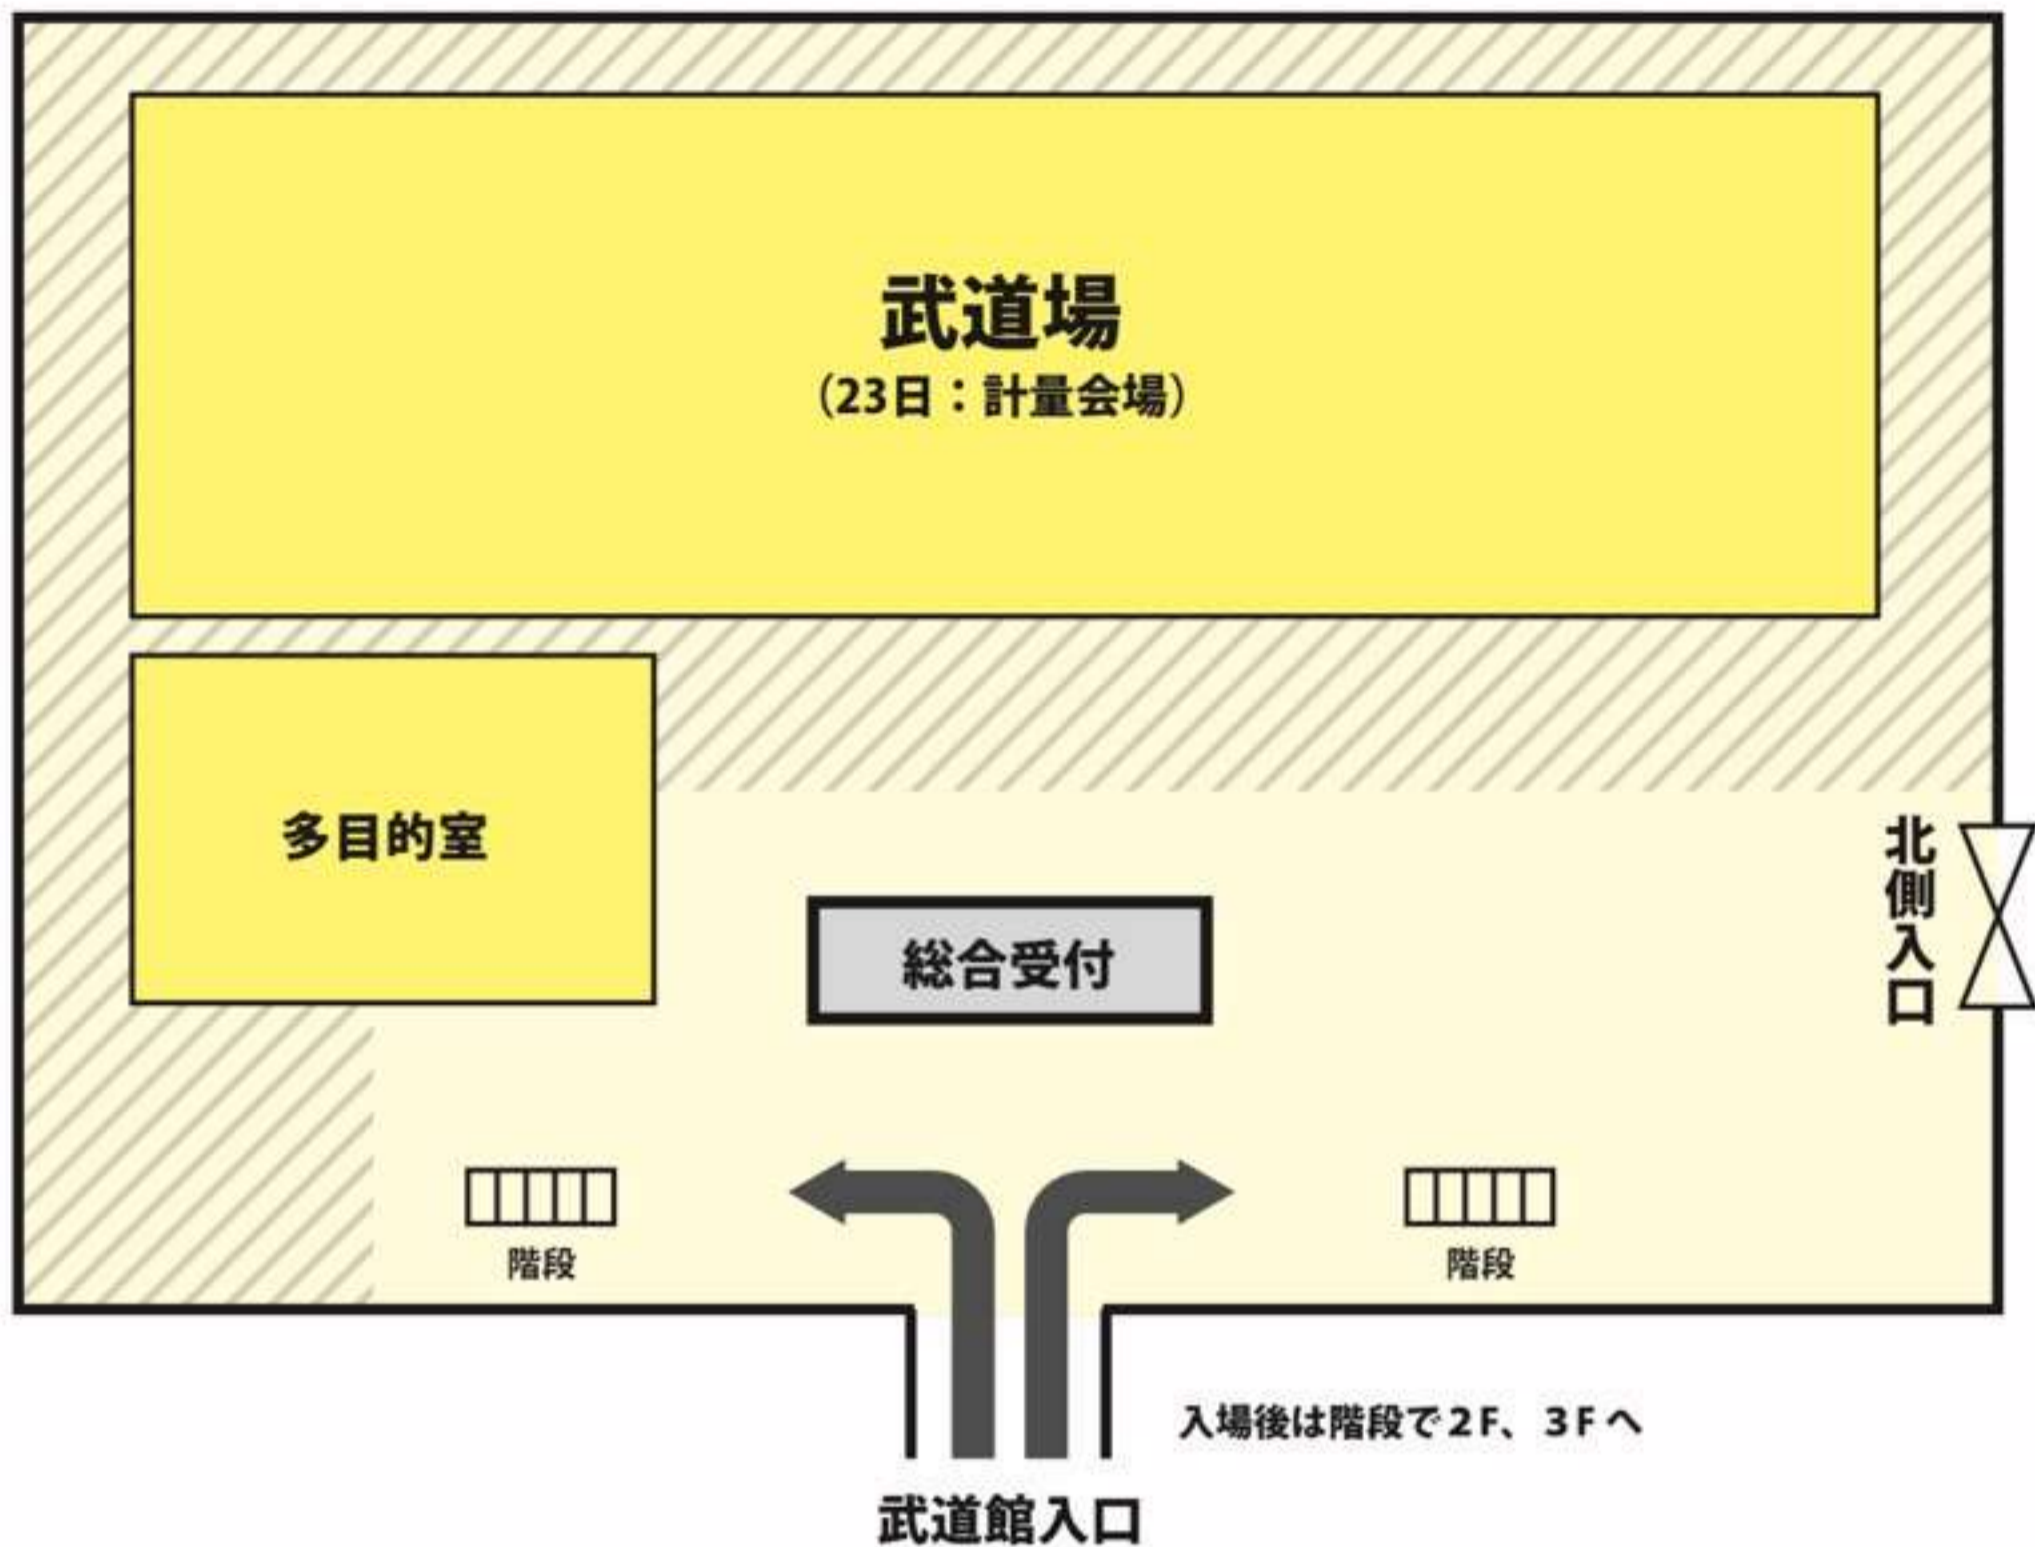 武道場
（23日：計量会場）
多目的室
北側入口
総合受付
階段
階段
入場後は階段で２F、３Fへ
武道館入口